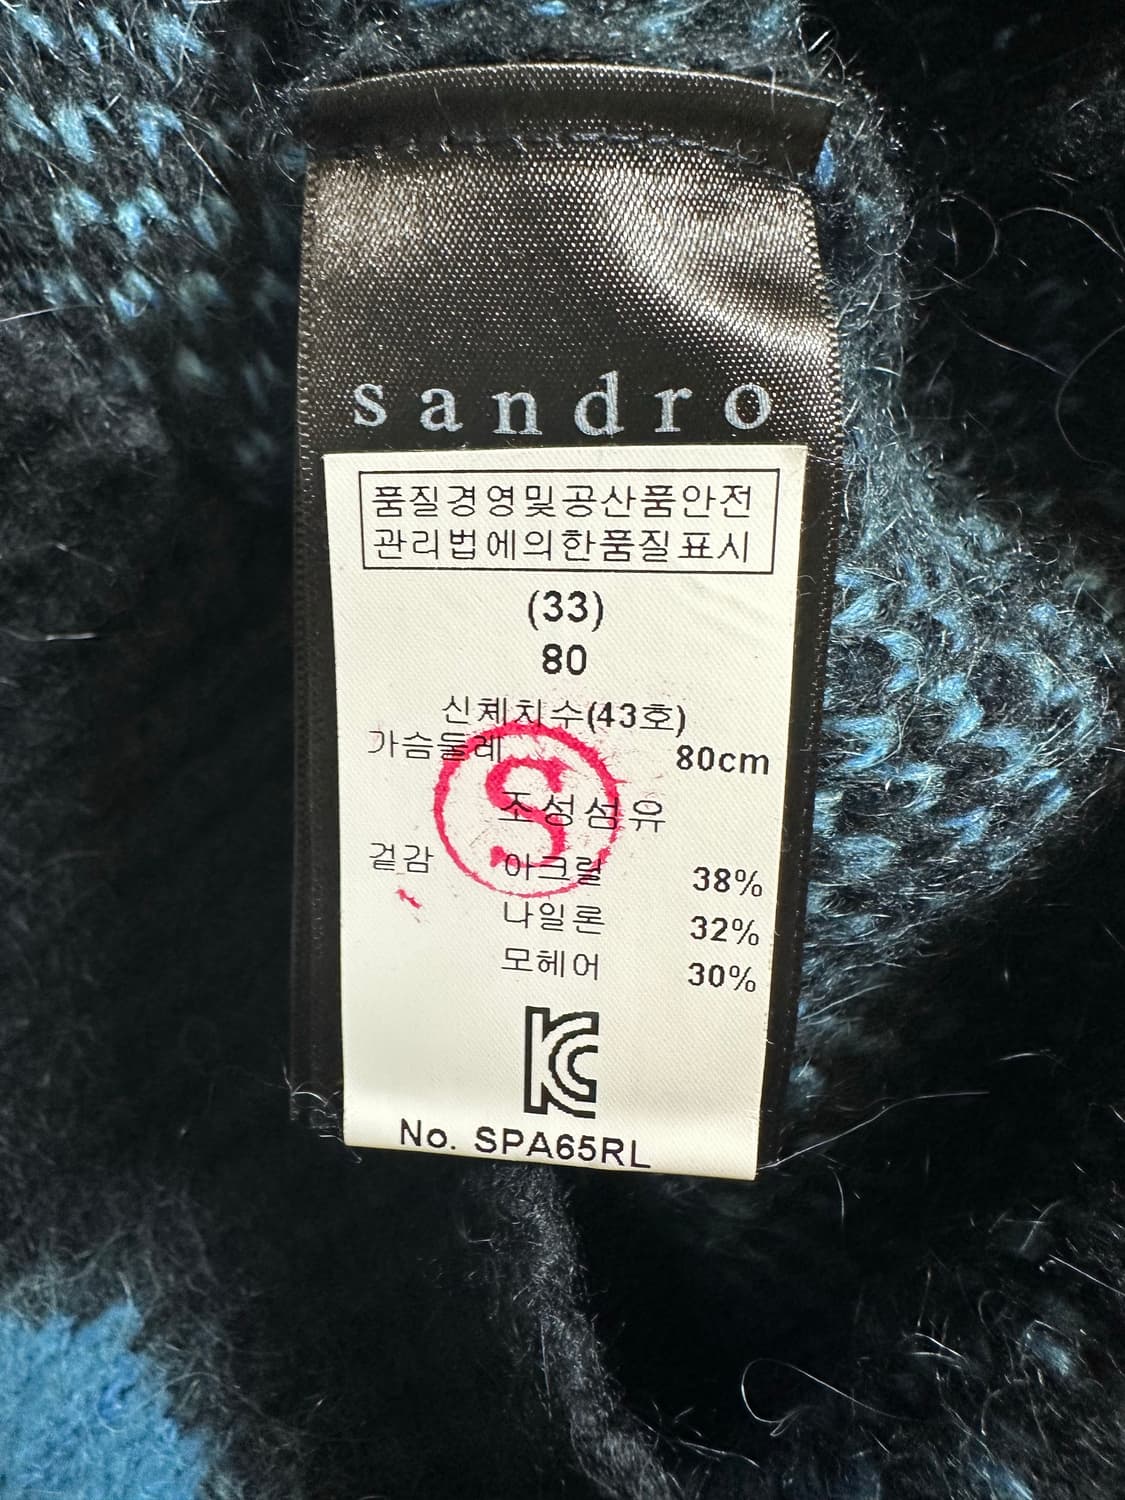 sandro
품질경영및공산품안전
관리법에의한품질표시
(33)
80
신체치수(43호)
가슴둘레 80cm
S
조성섬유
겉감 아크릴 38%
나일론 32%
모헤어 30%
KC
No. SPA65RL